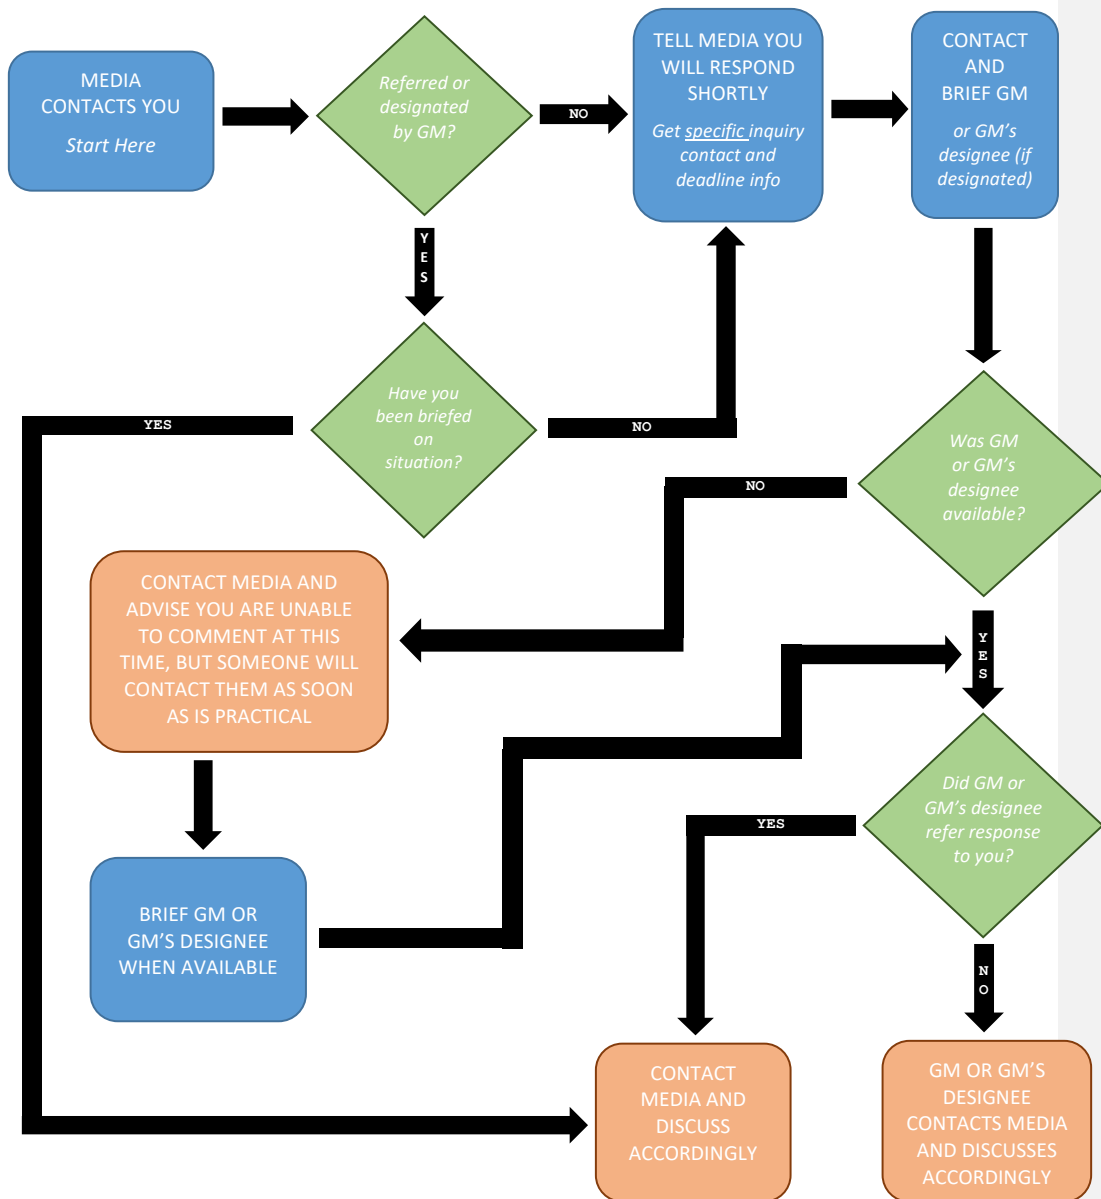 MEDIA
CONTACTS YOU
Start Here
Referred or
designated
by GM?
NO
TELL MEDIA YOU
WILL RESPOND
SHORTLY
Get specific inquiry
contact and
deadline info
CONTACT
AND
BRIEF GM
or GM’s
designee (if
designated)
YES
Have you
been briefed
on
situation?
YES
NO
Was GM
or GM’s
designee
available?
NO
YES
CONTACT MEDIA AND
ADVISE YOU ARE UNABLE
TO COMMENT AT THIS
TIME, BUT SOMEONE WILL
CONTACT THEM AS SOON
AS IS PRACTICAL
Did GM or
GM’s designee
refer response
to you?
YES
NO
BRIEF GM OR
GM’S DESIGNEE
WHEN AVAILABLE
CONTACT
MEDIA AND
DISCUSS
ACCORDINGLY
GM OR GM’S
DESIGNEE
CONTACTS MEDIA
AND DISCUSSES
ACCORDINGLY